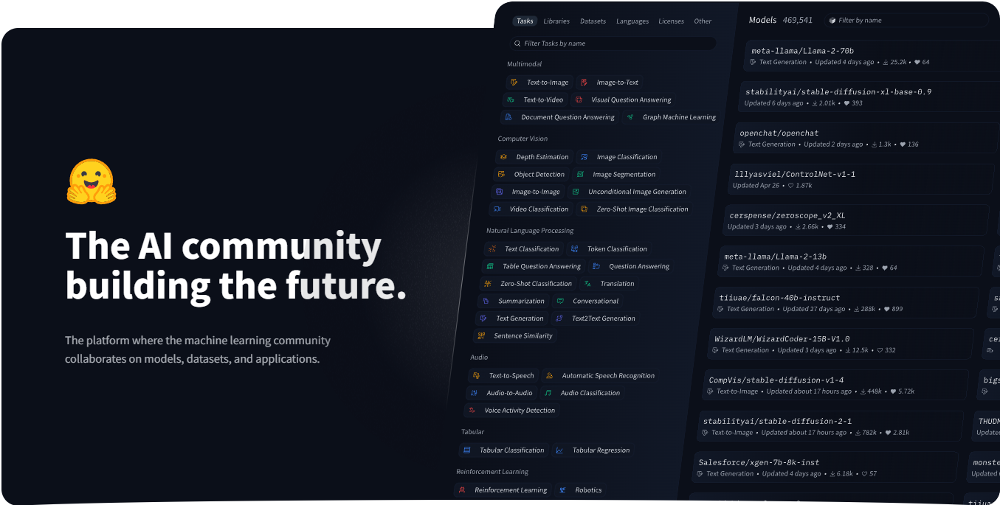 The AI community
building the future.
The platform where the machine learning community
collaborates on models, datasets, and applications.
Tasks Libraries Datasets Languages Licenses Other
Filter Tasks by name
Multimodal
Text-to-Image Image-to-Text
Text-to-Video Visual Question Answering
Document Question Answering Graph Machine Learning
Computer Vision
Depth Estimation Image Classification
Object Detection Image Segmentation
Image-to-Image Unconditional Image Generation
Video Classification Zero-Shot Image Classification
Natural Language Processing
Text Classification Token Classification
Table Question Answering Question Answering
Zero-Shot Classification Translation
Summarization Conversational
Text Generation Text2Text Generation
Sentence Similarity
Audio
Text-to-Speech Automatic Speech Recognition
Audio-to-Audio Audio Classification
Voice Activity Detection
Tabular
Tabular Classification Tabular Regression
Reinforcement Learning
Reinforcement Learning Robotics
Models 469,541 Filter by name
meta-llama/Llama-2-70b
Text Generation • Updated 4 days ago • 25.2k • 64
stabilityai/stable-diffusion-xl-base-0.9
Updated 6 days ago • 2.01k • 393
openchat/openchat
Text Generation • Updated 2 days ago • 1.3k • 136
lllyasviel/ControlNet-v1-1
Updated Apr 26 • 1.87k
cerspense/zeroscope_v2_XL
Updated 3 days ago • 2.66k • 334
meta-llama/Llama-2-13b
Text Generation • Updated 4 days ago • 328 • 64
tiiuae/falcon-40b-instruct
Text Generation • Updated 27 days ago • 288k • 899
WizardLM/WizardCoder-15B-V1.0
Text Generation • Updated 3 days ago • 12.5k • 332
CompVis/stable-diffusion-v1-4
Text-to-Image • Updated about 17 hours ago • 448k • 5.72k
stabilityai/stable-diffusion-2-1
Text-to-Image • Updated about 17 hours ago • 782k • 2.81k
Salesforce/xgen-7b-8k-inst
Text Generation • Updated 4 days ago • 6.18k • 57